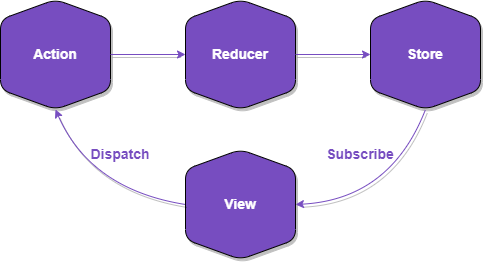 Action
Reducer
Store
Dispatch
Subscribe
View